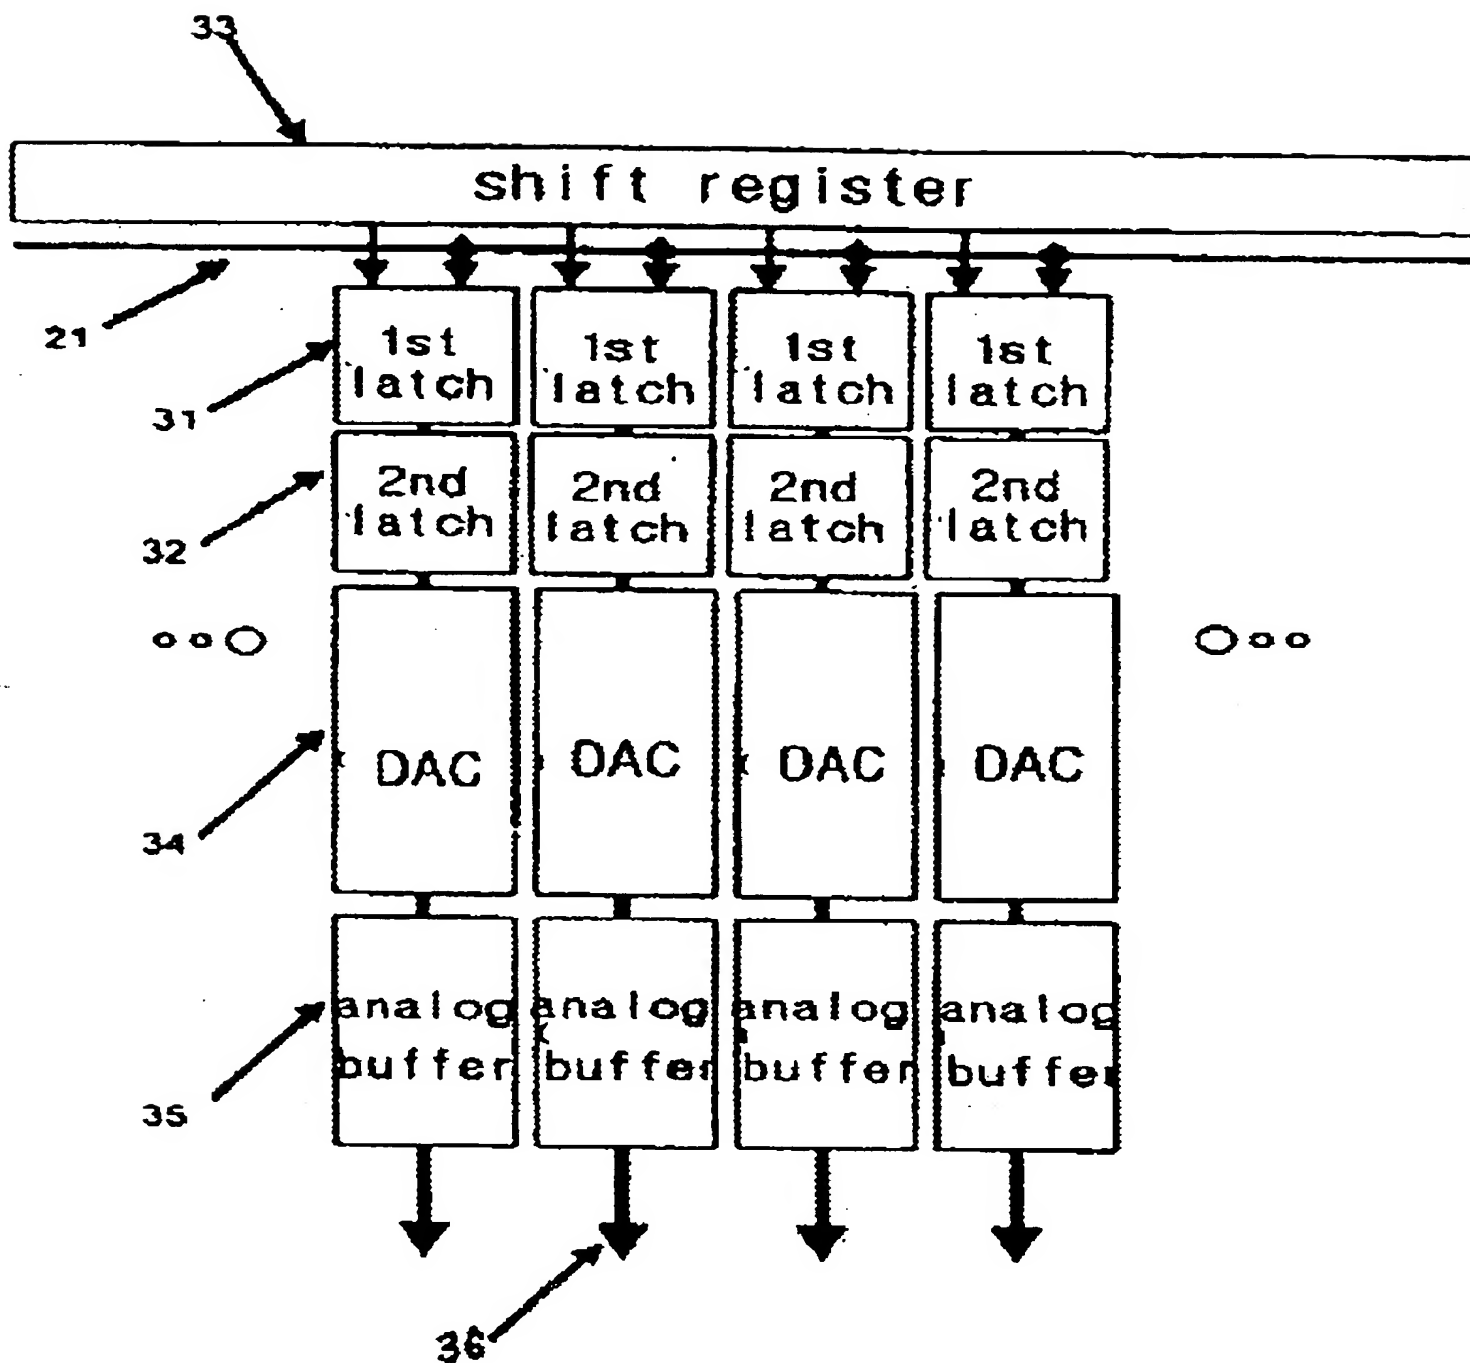 33
shift register
21
1st 1st 1st 1st
latch latch latch latch
31
2nd 2nd 2nd 2nd
latch latch latch latch
32
DAC DAC DAC DAC
34
analog analog analog analog
buffer buffer buffer buffer
35
36